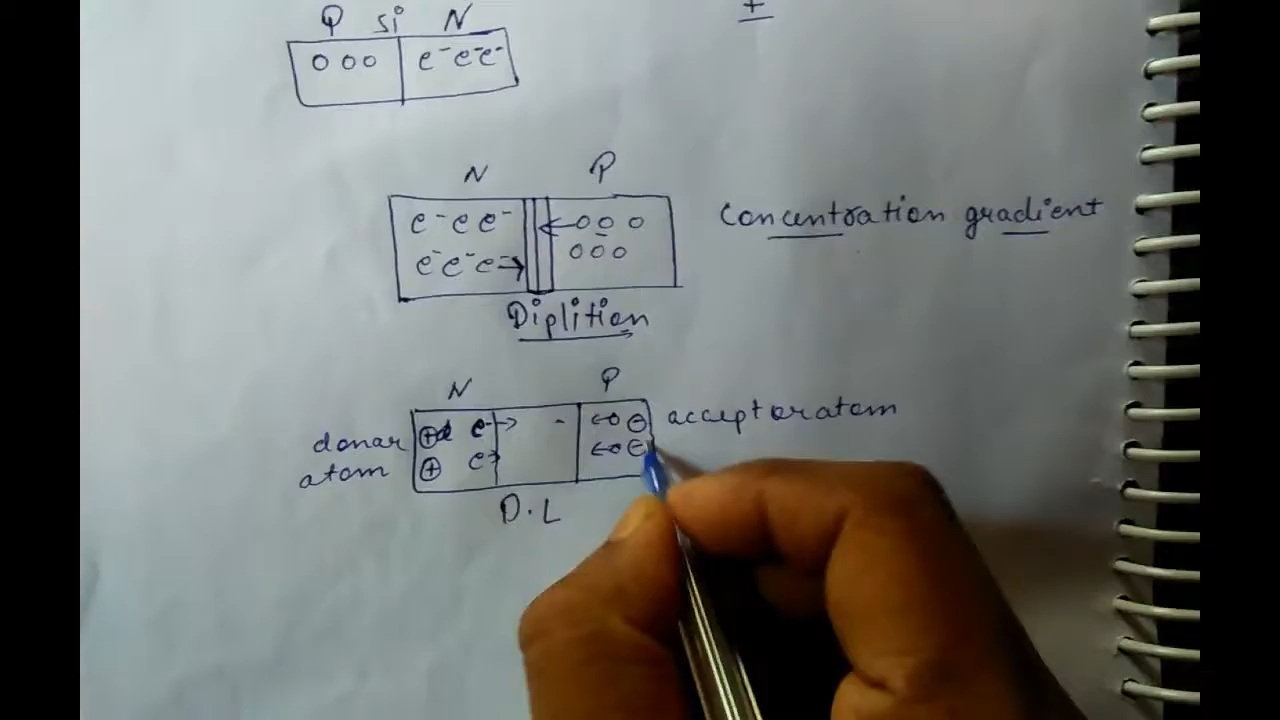 +
P si N
o o o e⁻ e⁻ e⁻
N P
e⁻ e e⁻ o o o
e⁻ e⁻ e⁻ o o o
Concentration gradient
Diplition
N P
donar atom
⊕ e⁻ - o ⊖
⊕ e⁻ o ⊖
acceptor atom
D.L